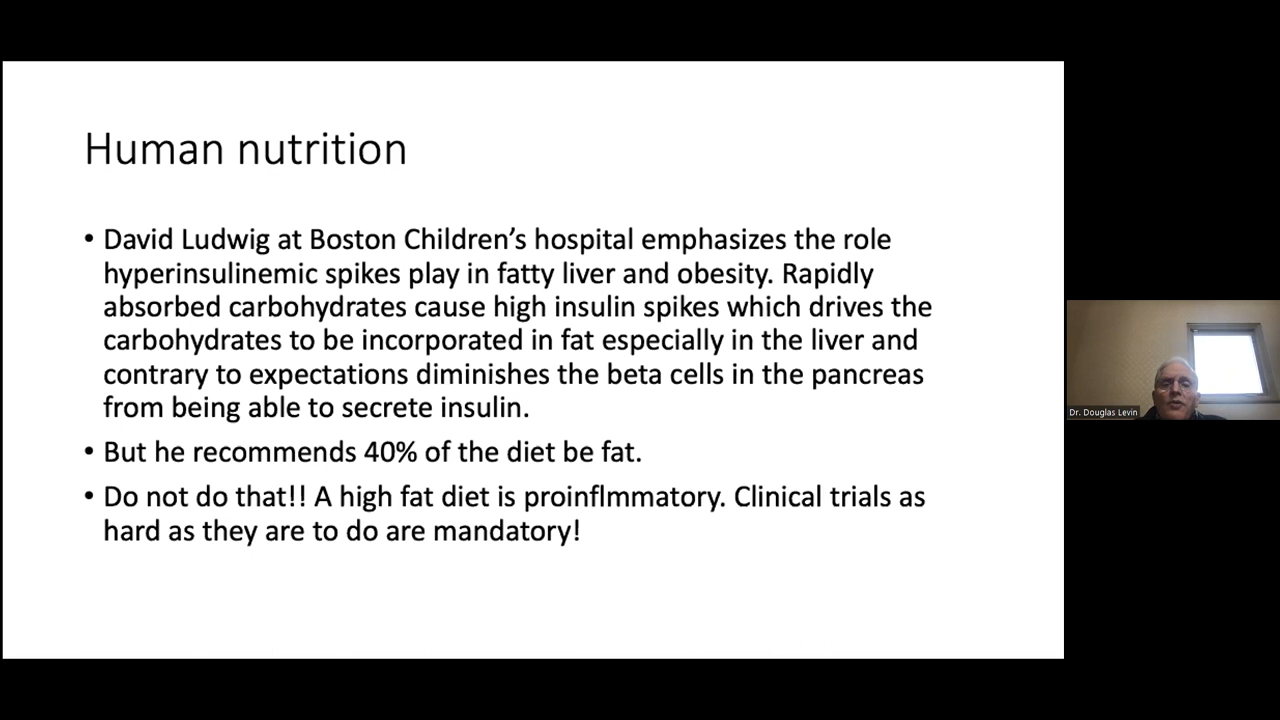 Human nutrition
• David Ludwig at Boston Children's hospital emphasizes the role
hyperinsulinemic spikes play in fatty liver and obesity. Rapidly
absorbed carbohydrates cause high insulin spikes which drives the
carbohydrates to be incorporated in fat especially in the liver and
contrary to expectations diminishes the beta cells in the pancreas
from being able to secrete insulin.
• But he recommends 40% of the diet be fat.
• Do not do that!! A high fat diet is proinflmmatory. Clinical trials as
hard as they are to do are mandatory!
Dr. Douglas Levin